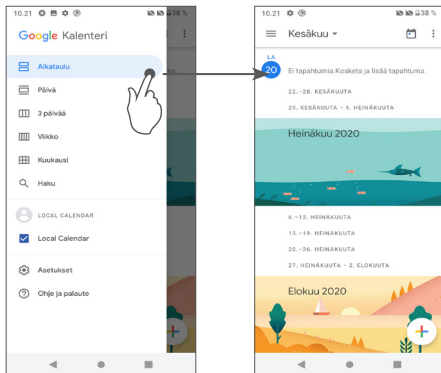 10.21
38 %
Google Kalenteri
Aikataulu
Päivä
3 päivää
Viikko
Kuukausi
Haku
LOCAL CALENDAR
Local Calendar
Asetukset
Ohje ja palaute
10.21
38 %
Kesäkuu
LA
20
Ei tapahtumia.Kosketa ja lisää tapahtuma.
22.–28. KESÄKUUTA
29. KESÄKUUTA – 5. HEINÄKUUTA
Heinäkuu 2020
6.–12. HEINÄKUUTA
13.–19. HEINÄKUUTA
20.–26. HEINÄKUUTA
27. HEINÄKUUTA – 2. ELOKUUTA
Elokuu 2020